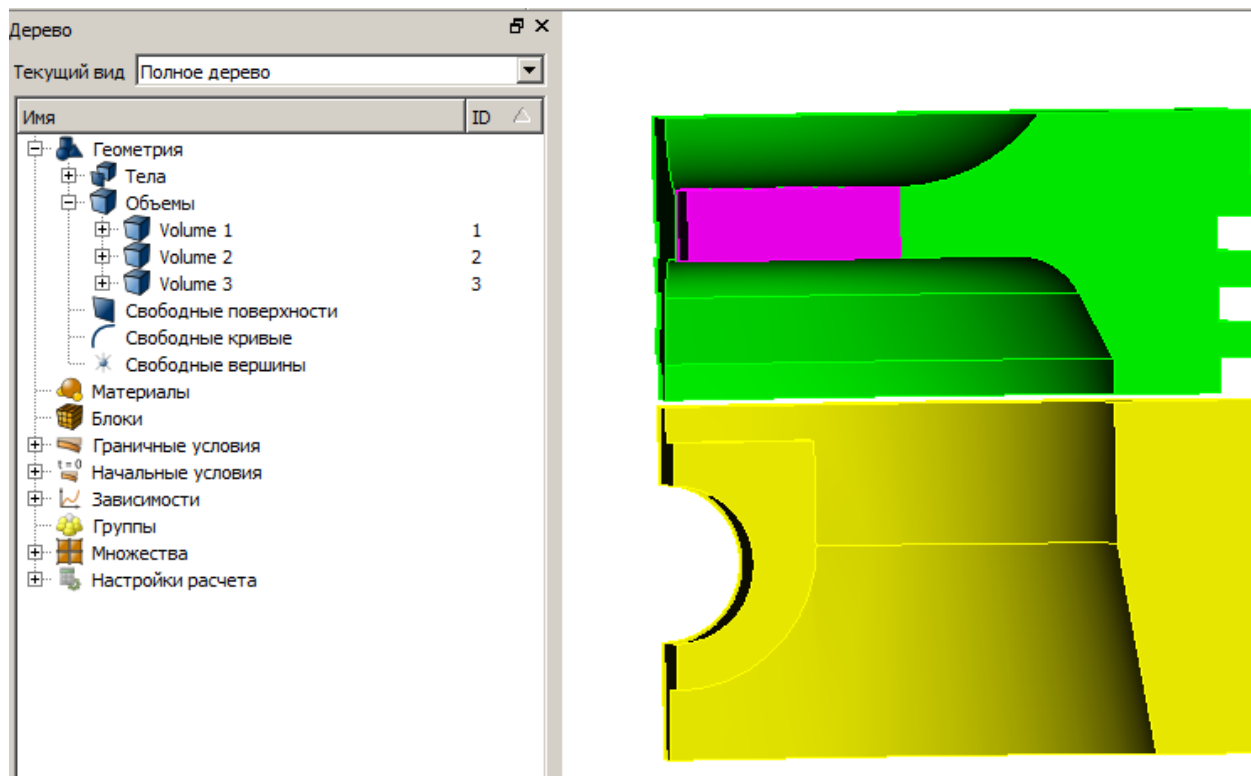 Дерево
Текущий вид Полное дерево
Имя ID
Геометрия
Тела
Объемы
Volume 1 1
Volume 2 2
Volume 3 3
Свободные поверхности
Свободные кривые
Свободные вершины
Материалы
Блоки
Граничные условия
t=0 Начальные условия
Зависимости
Группы
Множества
Настройки расчета